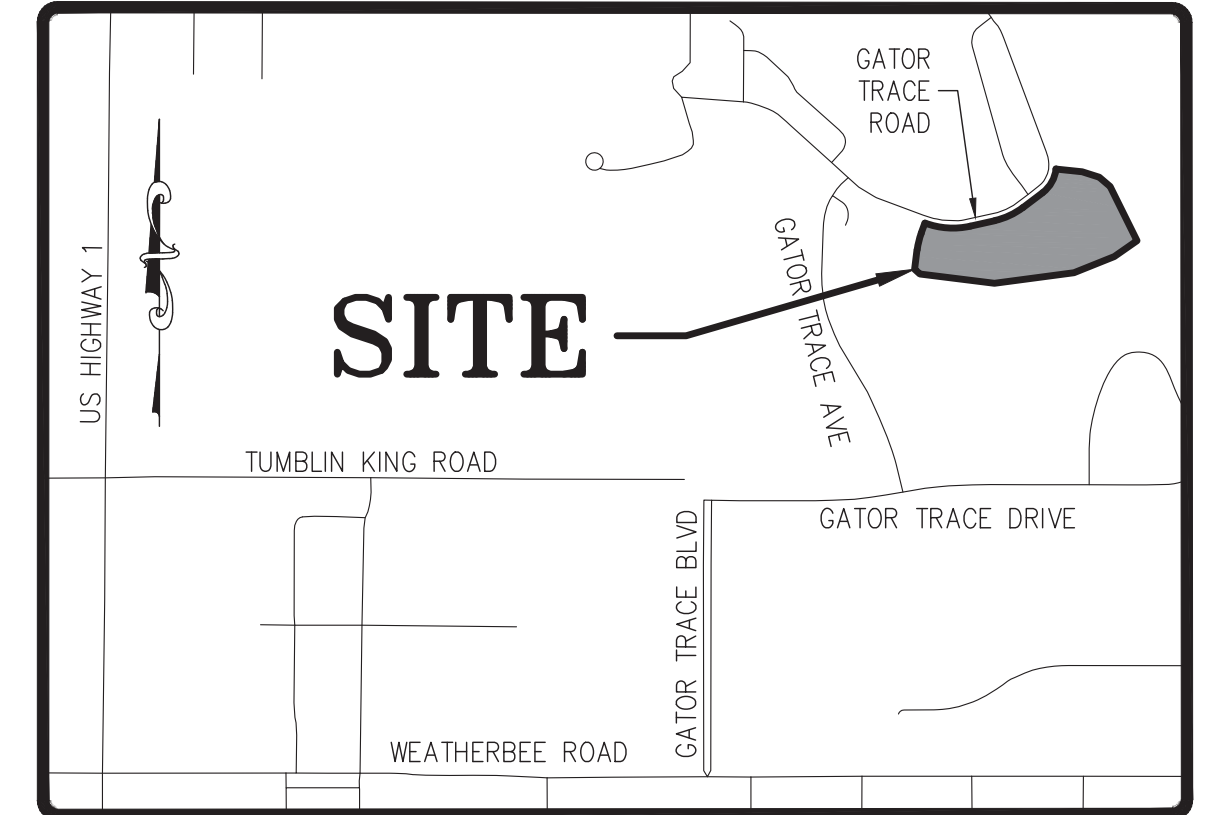 GATOR
TRACE
ROAD
US HIGHWAY 1
SITE
GATOR TRACE AVE
TUMBLIN KING ROAD
GATOR TRACE DRIVE
GATOR TRACE BLVD
WEATHERBEE ROAD